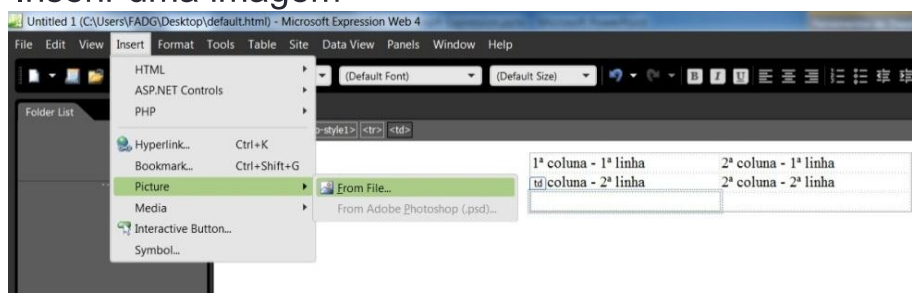 Inserir uma imagem
Untitled 1 (C:\Users\FADG\Desktop\default.html) - Microsoft Expression Web 4
File Edit View Insert Format Tools Table Site Data View Panels Window Help
(Default Font) (Default Size) B I U
HTML
ASP.NET Controls
PHP
Folder List
<tr> <td>
Hyperlink... Ctrl+K
Bookmark... Ctrl+Shift+G
Picture
From File...
Media
From Adobe Photoshop (.psd)...
Interactive Button...
Symbol...
1ª coluna - 1ª linha 2ª coluna - 1ª linha
td coluna - 2ª linha 2ª coluna - 2ª linha